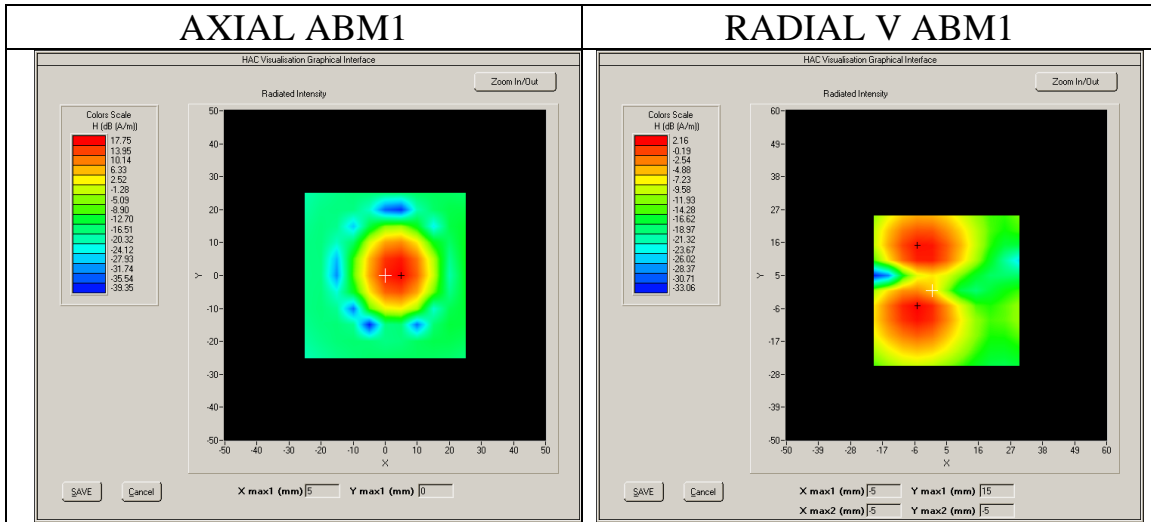 AXIAL ABM1
HAC Visualisation Graphical Interface
Zoom In/Out
Radiated Intensity
Colors Scale
H (dB (A/m))
17.75
13.95
10.14
6.33
2.52
-1.28
-5.09
-8.90
-12.70
-16.51
-20.32
-24.12
-27.93
-31.74
-35.54
-39.35
50
40
30
20
10
0
-10
-20
-30
-40
-50
Y
-50 -40 -30 -20 -10 0 10 20 30 40 50
X
SAVE Cancel X max1 (mm) 5 Y max1 (mm) 0
RADIAL V ABM1
HAC Visualisation Graphical Interface
Zoom In/Out
Radiated Intensity
Colors Scale
H (dB (A/m))
2.16
-0.19
-2.54
-4.88
-7.23
-9.58
-11.93
-14.28
-16.62
-18.97
-21.32
-23.67
-26.02
-28.37
-30.71
-33.06
60
49
38
27
16
5
-6
-17
-28
-39
-50
Y
-50 -39 -28 -17 -6 5 16 27 38 49 60
X
SAVE Cancel X max1 (mm) -5 Y max1 (mm) 15
X max2 (mm) -5 Y max2 (mm) -5